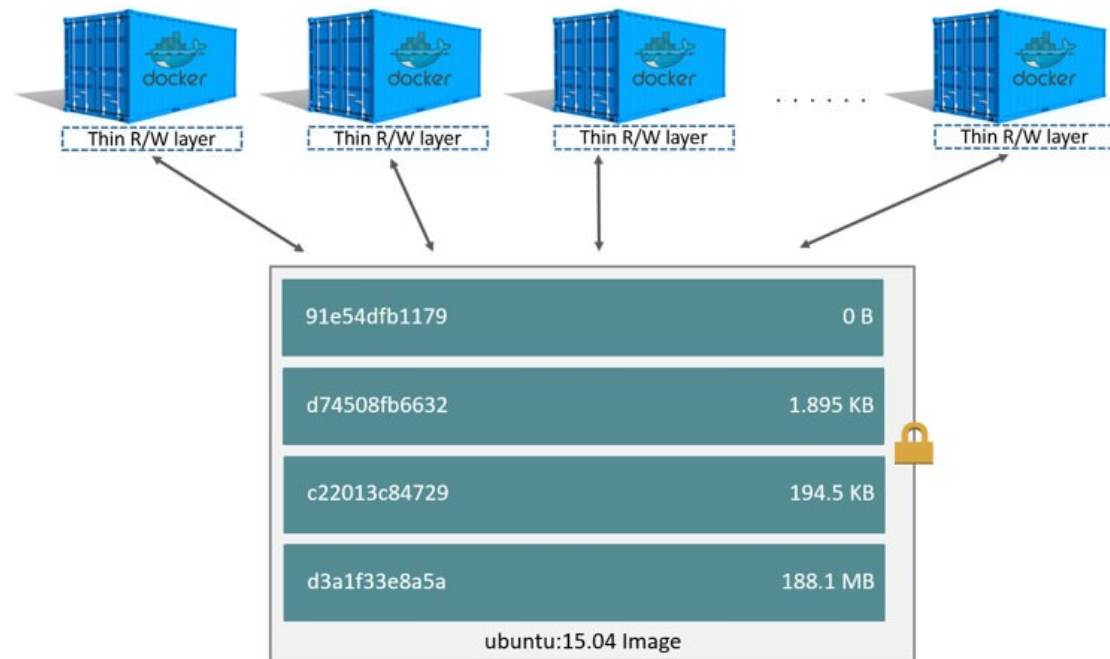 docker docker docker docker
. . . . . .
Thin R/W layer Thin R/W layer Thin R/W layer Thin R/W layer
91e54dfb1179 0 B
d74508fb6632 1.895 KB
c22013c84729 194.5 KB
d3a1f33e8a5a 188.1 MB
ubuntu:15.04 Image